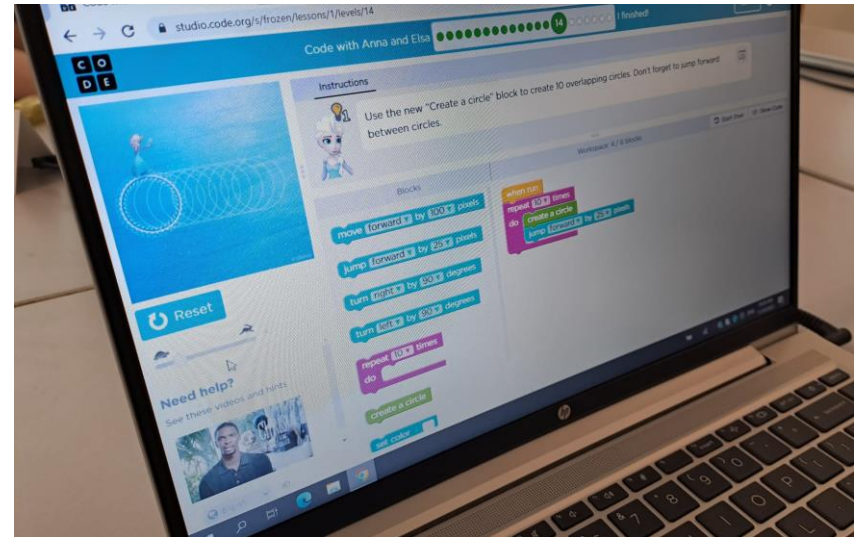 studio.code.org/s/frozen/lessons/1/levels/14
C O
D E
Code with Anna and Elsa
14
I finished!
Instructions
Use the new "Create a circle" block to create 10 overlapping circles. Don't forget to jump forward
between circles.
Blocks
Workspace:
blocks
Start Over
Show Code
move forward by 100 pixels
jump forward by 25 pixels
turn right by 90 degrees
turn left by 90 degrees
repeat 10 times
do
create a circle
set color
when run
repeat 10 times
do create a circle
jump forward by 25 pixels
Reset
Need help?
See these videos and hints
hp